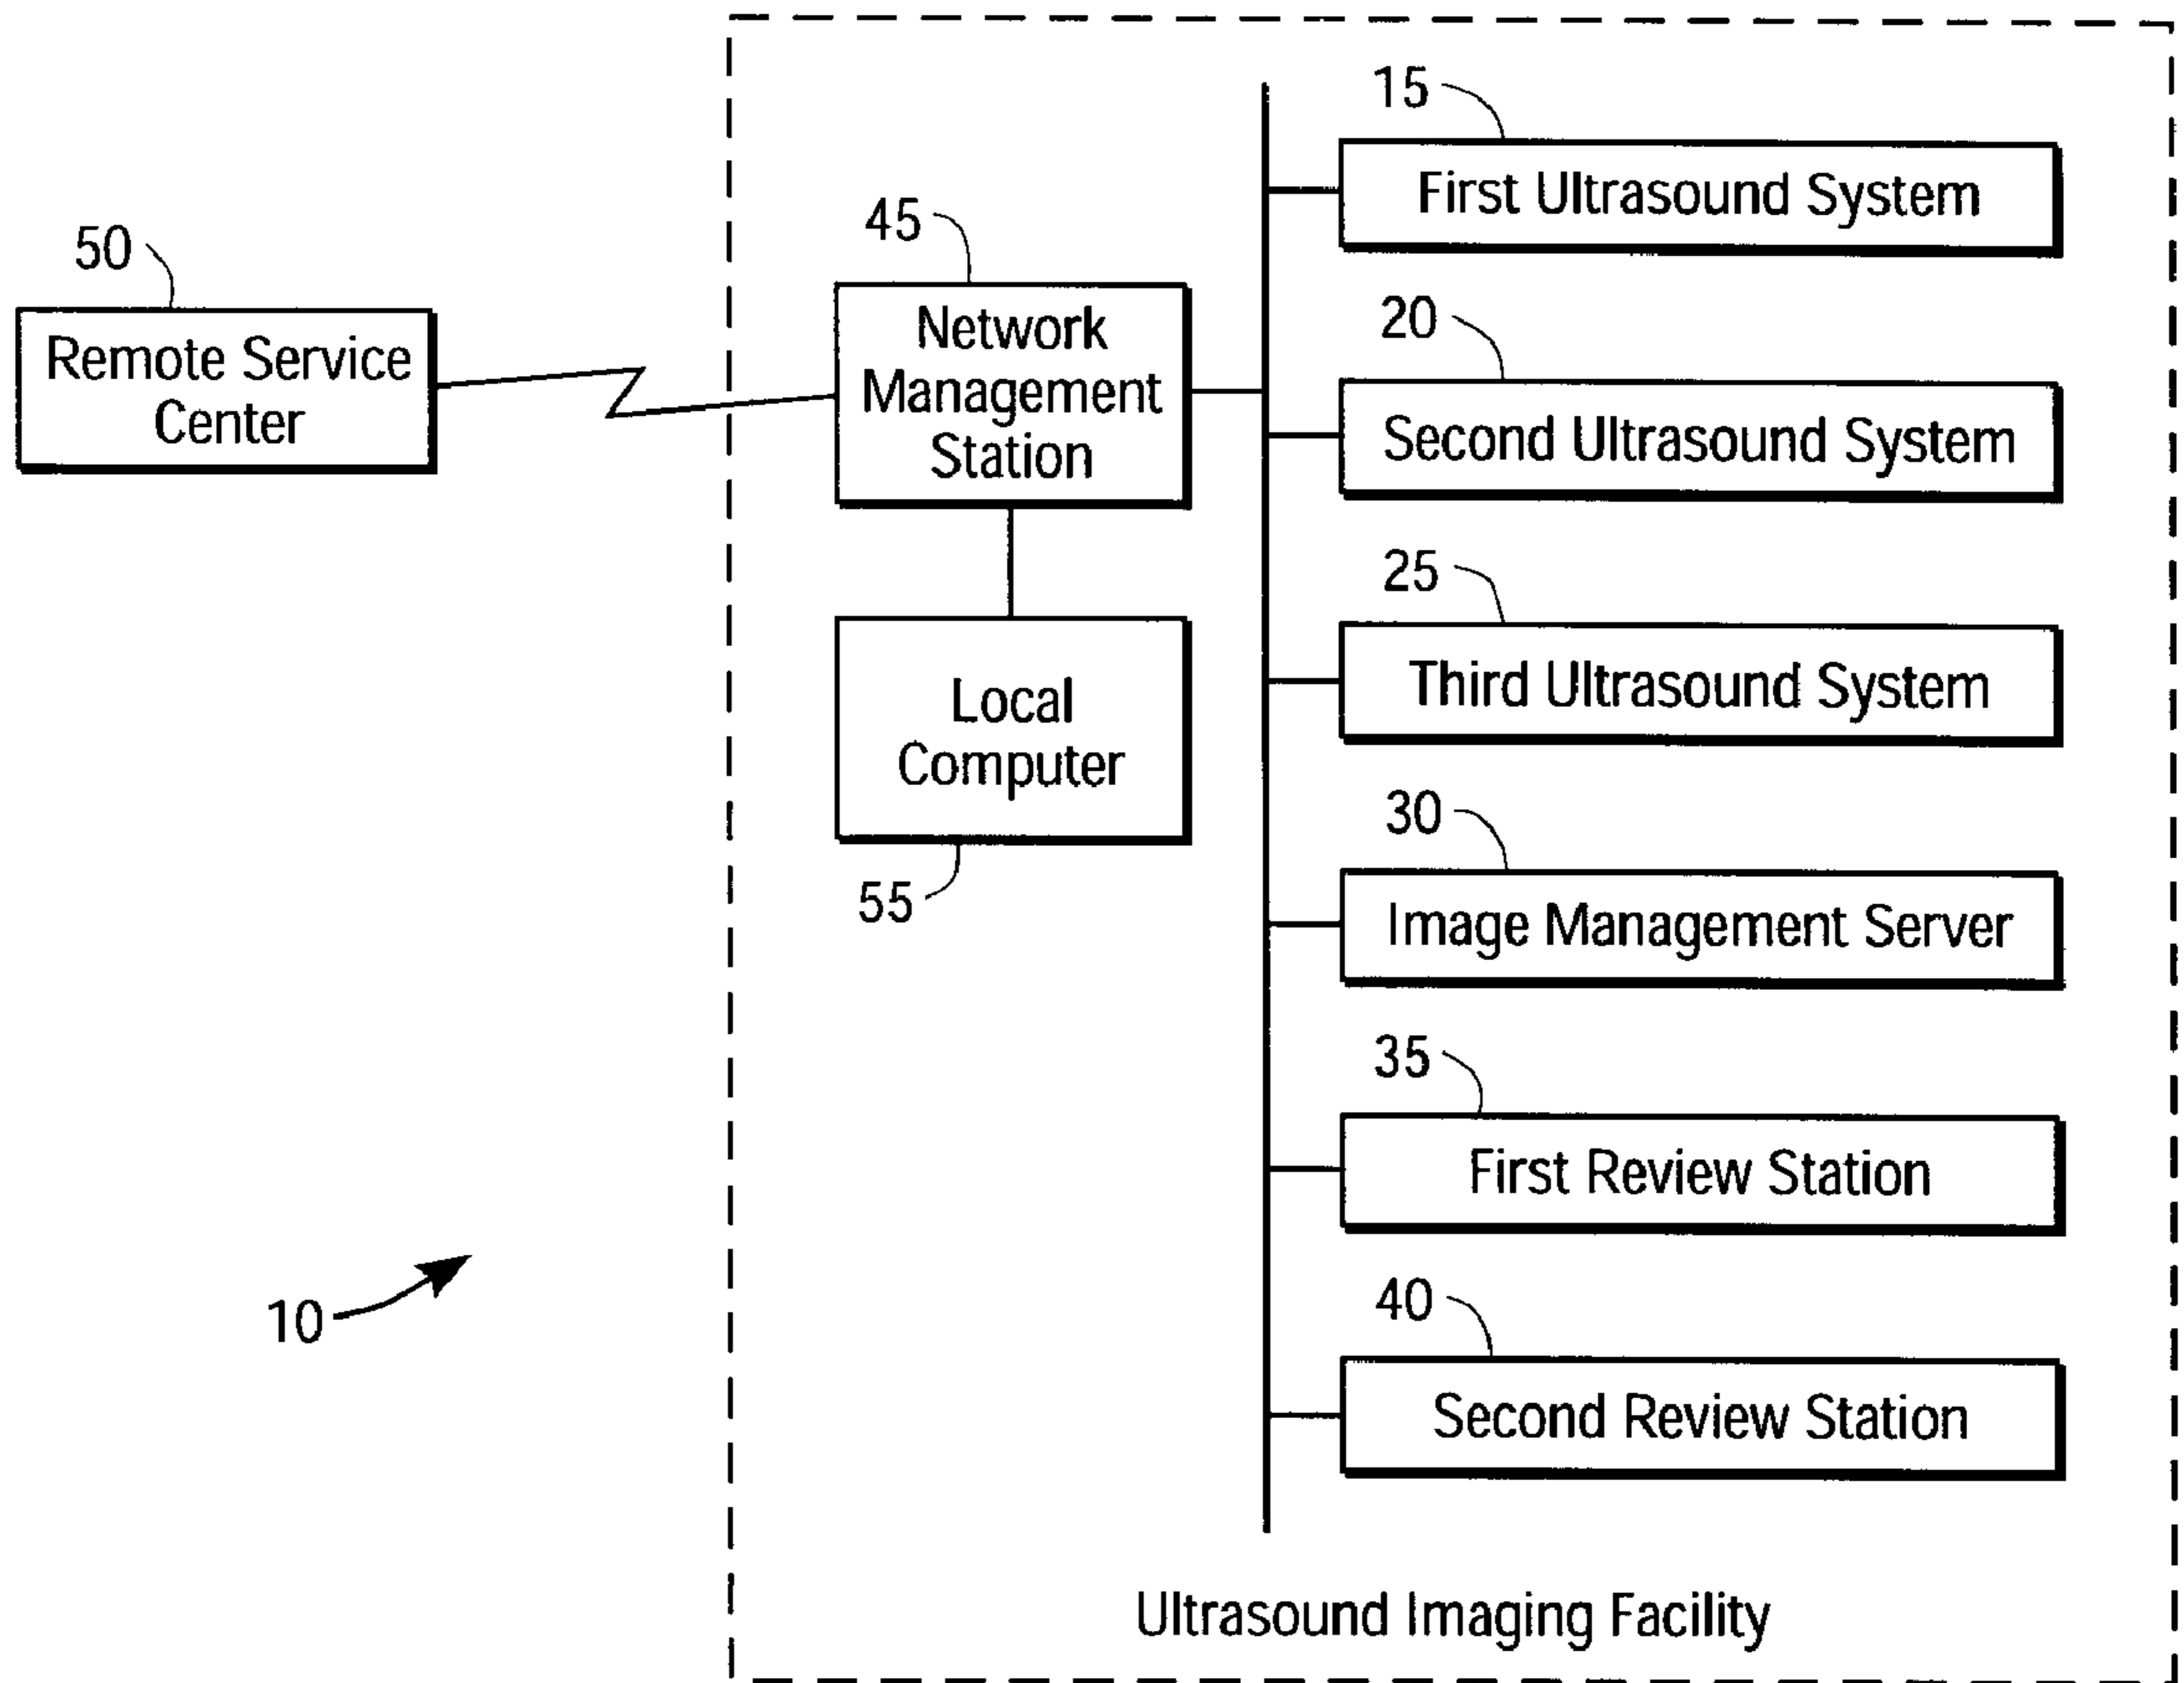 15
First Ultrasound System
45
50
Network
Management
Station
Remote Service
Center
20
Second Ultrasound System
25
Third Ultrasound System
Local
Computer
55
30
Image Management Server
35
First Review Station
10
40
Second Review Station
Ultrasound Imaging Facility